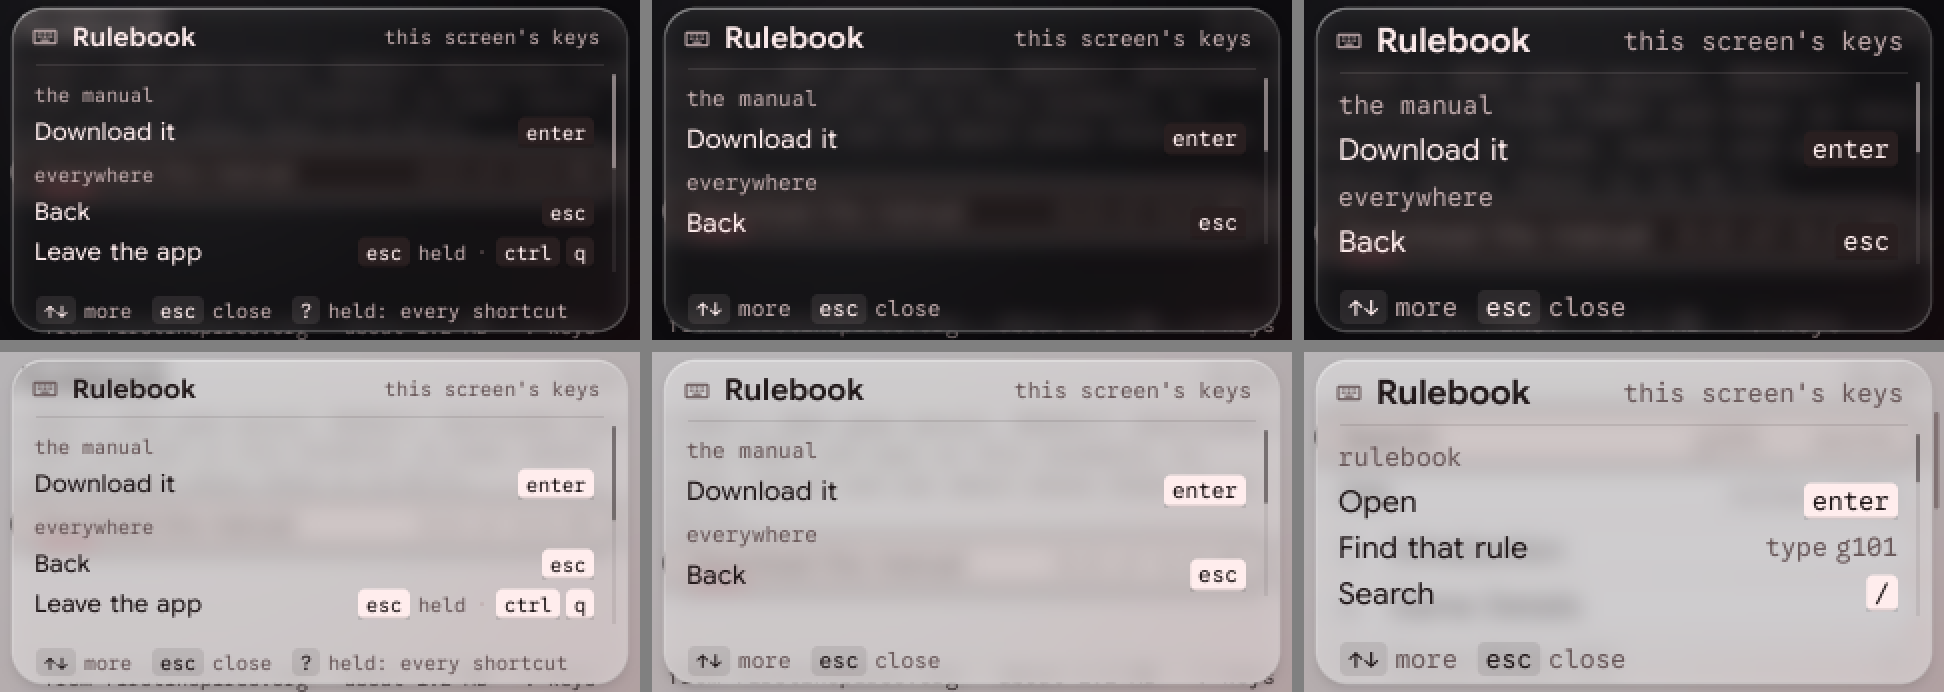 Rulebook this screen's keys
the manual
Download it enter
everywhere
Back esc
Leave the app esc held · ctrl q
↑↓ more esc close ? held: every shortcut
Rulebook this screen's keys
the manual
Download it enter
everywhere
Back esc
↑↓ more esc close
Rulebook this screen's keys
the manual
Download it enter
everywhere
Back esc
↑↓ more esc close
Rulebook this screen's keys
the manual
Download it enter
everywhere
Back esc
Leave the app esc held · ctrl q
↑↓ more esc close ? held: every shortcut
Rulebook this screen's keys
the manual
Download it enter
everywhere
Back esc
↑↓ more esc close
Rulebook this screen's keys
rulebook
Open enter
Find that rule type g101
Search /
↑↓ more esc close